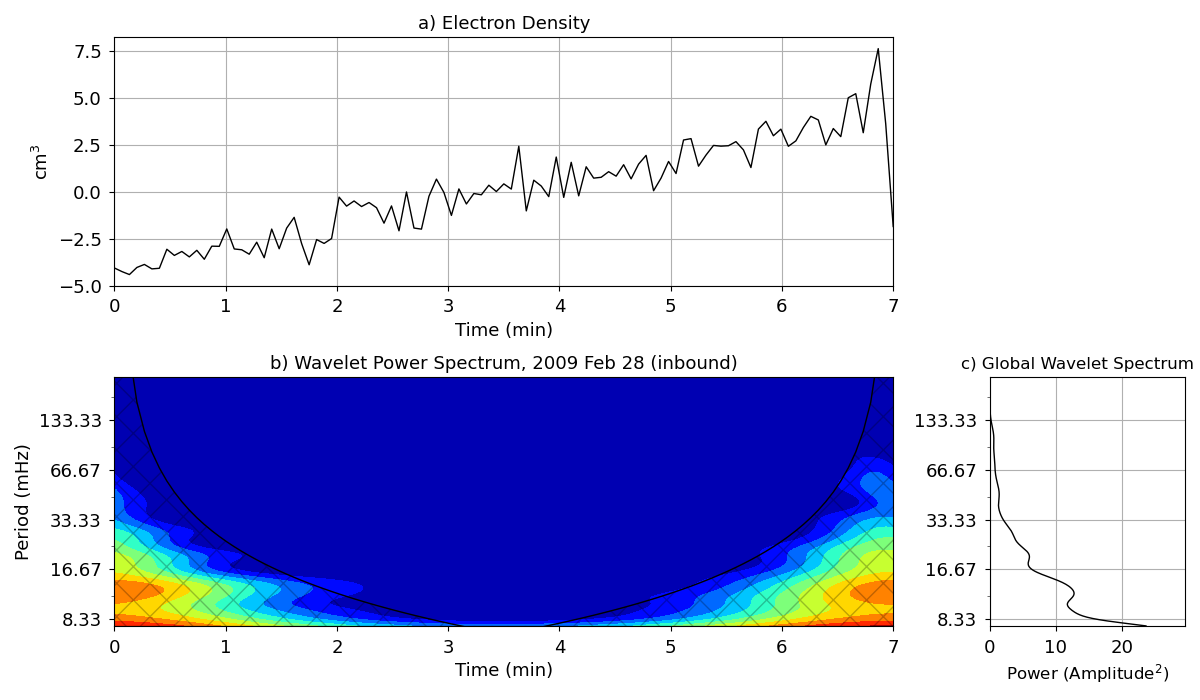 a) Electron Density
7.5
5.0
2.5
0.0
−2.5
−5.0
cm³
0 1 2 3 4 5 6 7
Time (min)
b) Wavelet Power Spectrum, 2009 Feb 28 (inbound)
133.33
66.67
33.33
16.67
8.33
Period (mHz)
0 1 2 3 4 5 6 7
Time (min)
c) Global Wavelet Spectrum
133.33
66.67
33.33
16.67
8.33
0 10 20
Power (Amplitude²)